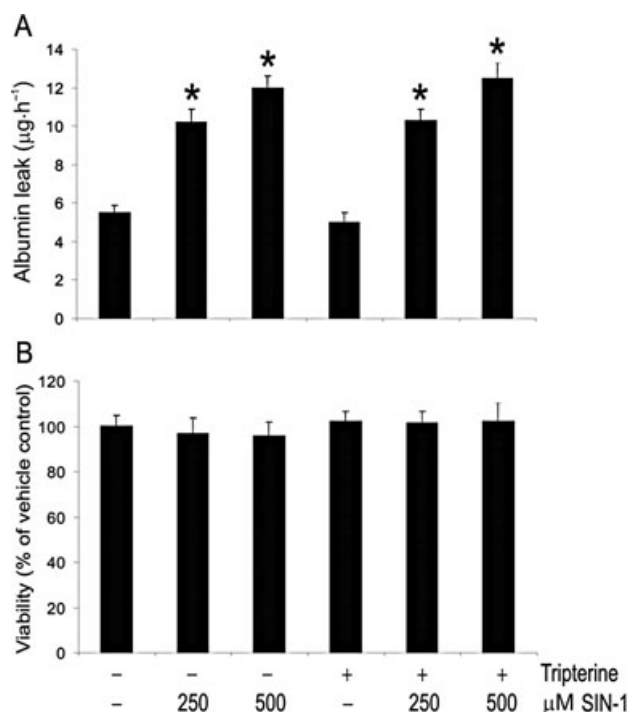 A
Albumin leak (µg·h⁻¹)
14
12
10
8
6
4
2
0
* * * *
B
Viability (% of vehicle control)
120
100
80
60
40
20
0
– – – + + + Tripterine
– 250 500 – 250 500 µM SIN-1